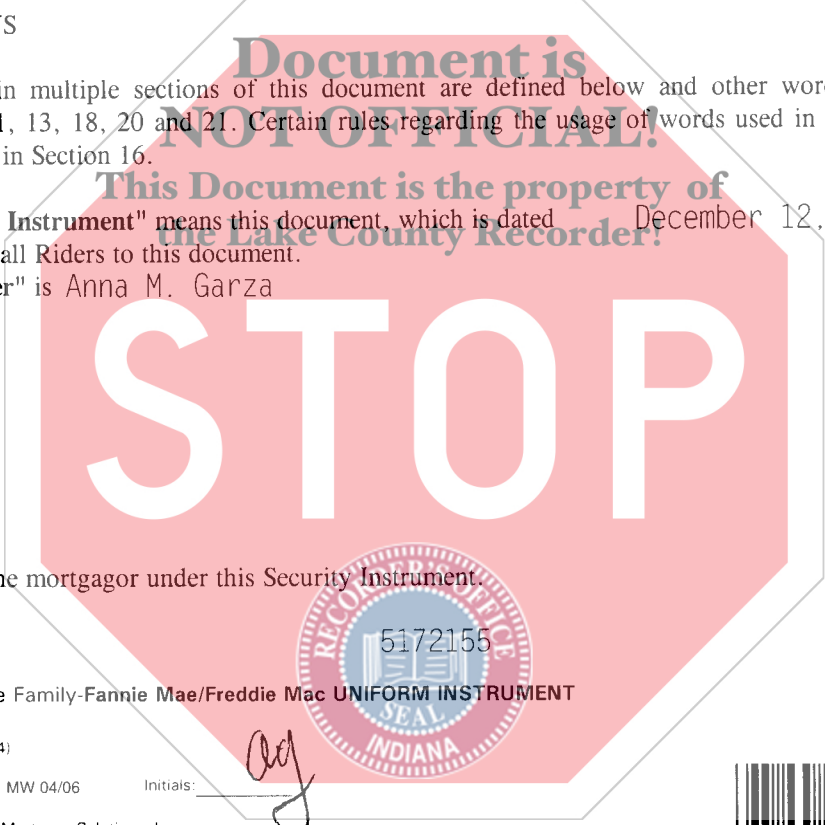 Document is
in multiple sections of this document are defined below and other
NOT OFFICIAL!
13, 18, 20 and 21. Certain rules regarding the usage of words used in
in Section 16.
This Document is the property of
Instrument" means this document, which is dated December 12,
the Lake County Recorder!
all Riders to this document.
is Anna M. Garza
STOP
mortgagor under this Security Instrument.
RECORDER'S OFFICE
5172155
Family-Fannie Mae/Freddie Mac UNIFORM INSTRUMENT
SEAL
INDIANA
MW 04/06 Initials: ag